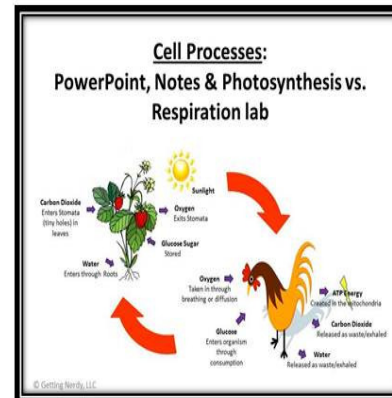 Cell Processes:
PowerPoint, Notes & Photosynthesis vs.
Respiration lab
Sunlight
Carbon Dioxide
Enters Stomata
(tiny holes) in
leaves
Oxygen
Exits Stomata
Glucose Sugar
Stored
Water
Enters through Roots
Oxygen
Taken in through
breathing or diffusion
Glucose
Enters organism
through
consumption
ATP Energy
Created in the mitochondria
Carbon Dioxide
Released as waste/exhaled
Water
Released as waste/exhaled
© Getting Nerdy, LLC